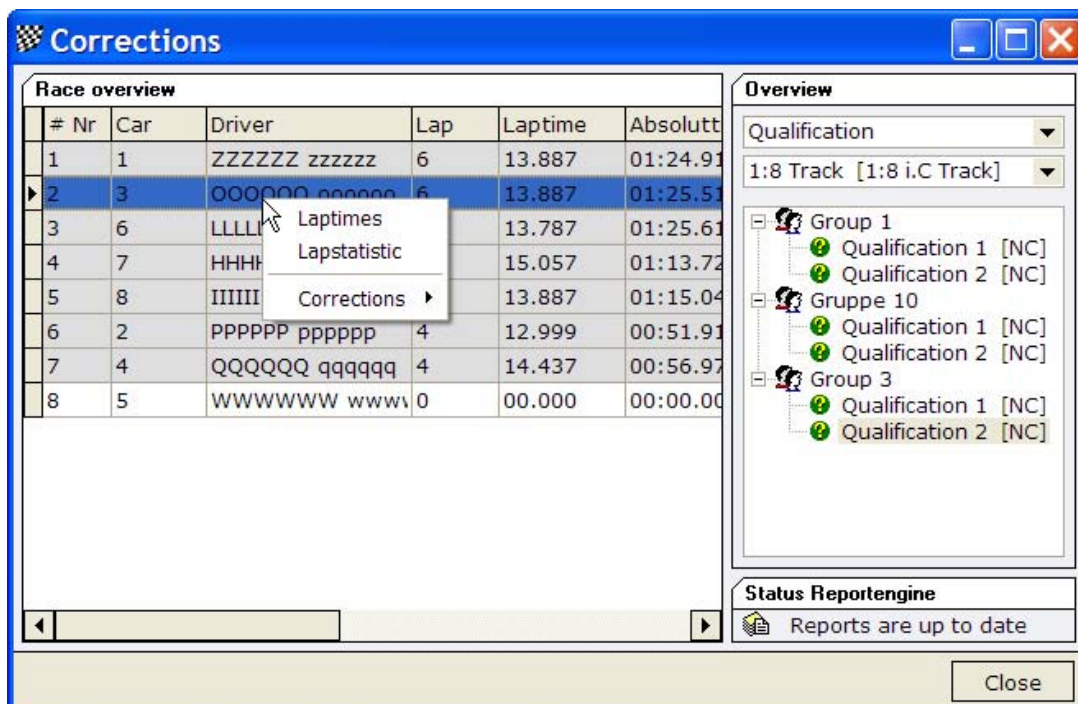 Corrections
Race overview
# Nr Car Driver Lap Laptime Absolutt
1 1 ZZZZZZ zzzzzz 6 13.887 01:24.91
2 3 OOOOOO oooooo 6 13.887 01:25.51
3 6 13.787 01:25.61
4 7 15.057 01:13.72
5 8 IIIIII 13.887 01:15.04
6 2 PPPPPP pppppp 4 12.999 00:51.91
7 4 QQQQQQ qqqqqq 4 14.437 00:56.97
8 5 WWWWWW 0 00.000 00:00.00
Laptimes
Lapstatistic
Corrections
Overview
Qualification
1:8 Track [1:8 i.C Track]
Group 1
Qualification 1 [NC]
Qualification 2 [NC]
Gruppe 10
Qualification 1 [NC]
Qualification 2 [NC]
Group 3
Qualification 1 [NC]
Qualification 2 [NC]
Status Reportengine
Reports are up to date
Close